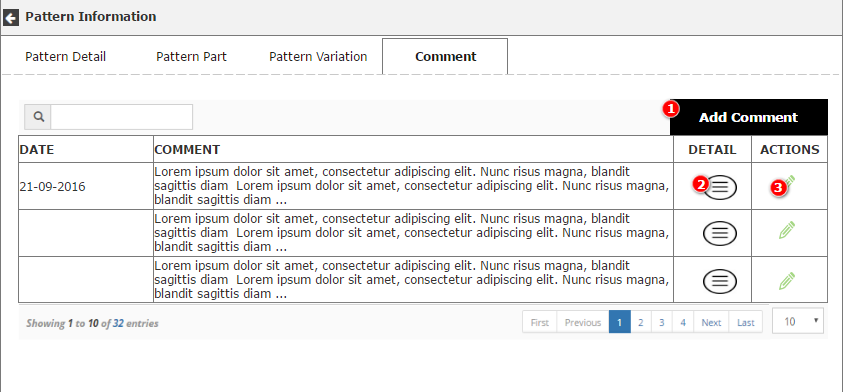 Pattern Information
Pattern Detail Pattern Part Pattern Variation Comment
1 Add Comment
DATE COMMENT DETAIL ACTIONS
Lorem ipsum dolor sit amet, consectetur adipiscing elit. Nunc risus magna, blandit
21-09-2016 sagittis diam  Lorem ipsum dolor sit amet, consectetur adipiscing elit. Nunc risus magna, 2 3
blandit sagittis diam ...
Lorem ipsum dolor sit amet, consectetur adipiscing elit. Nunc risus magna, blandit
sagittis diam  Lorem ipsum dolor sit amet, consectetur adipiscing elit. Nunc risus magna,
blandit sagittis diam ...
Lorem ipsum dolor sit amet, consectetur adipiscing elit. Nunc risus magna, blandit
sagittis diam  Lorem ipsum dolor sit amet, consectetur adipiscing elit. Nunc risus magna,
blandit sagittis diam ...
Showing 1 to 10 of 32 entries First Previous 1 2 3 4 Next Last 10